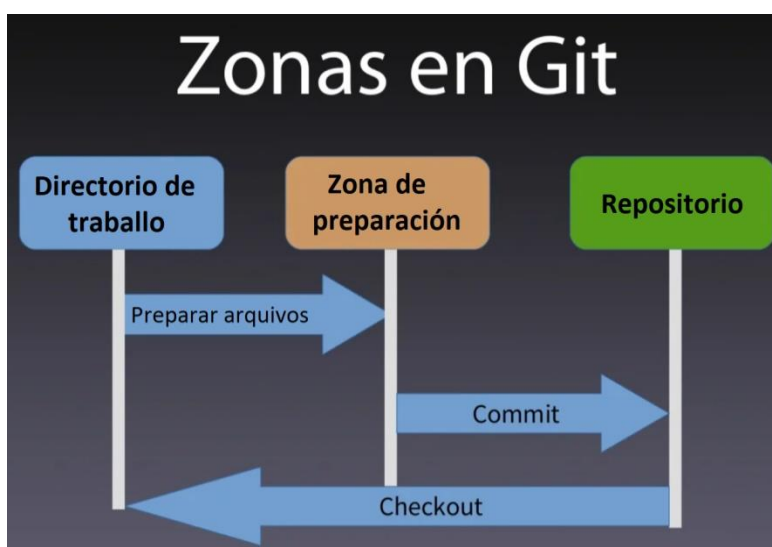 Zonas en Git
Directorio de
traballo
Zona de
preparación
Repositorio
Preparar arquivos
Commit
Checkout